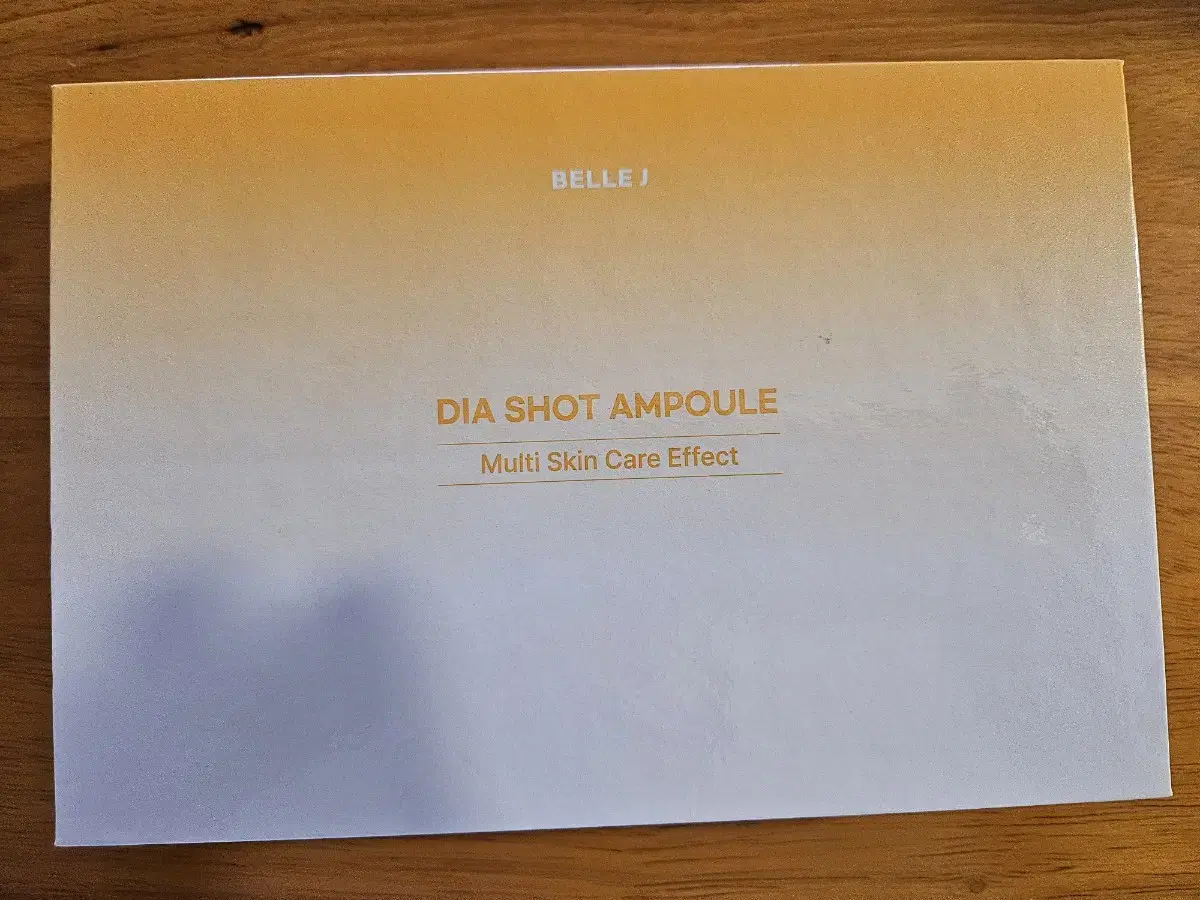 BELLE J
DIA SHOT AMPOULE
Multi Skin Care Effect